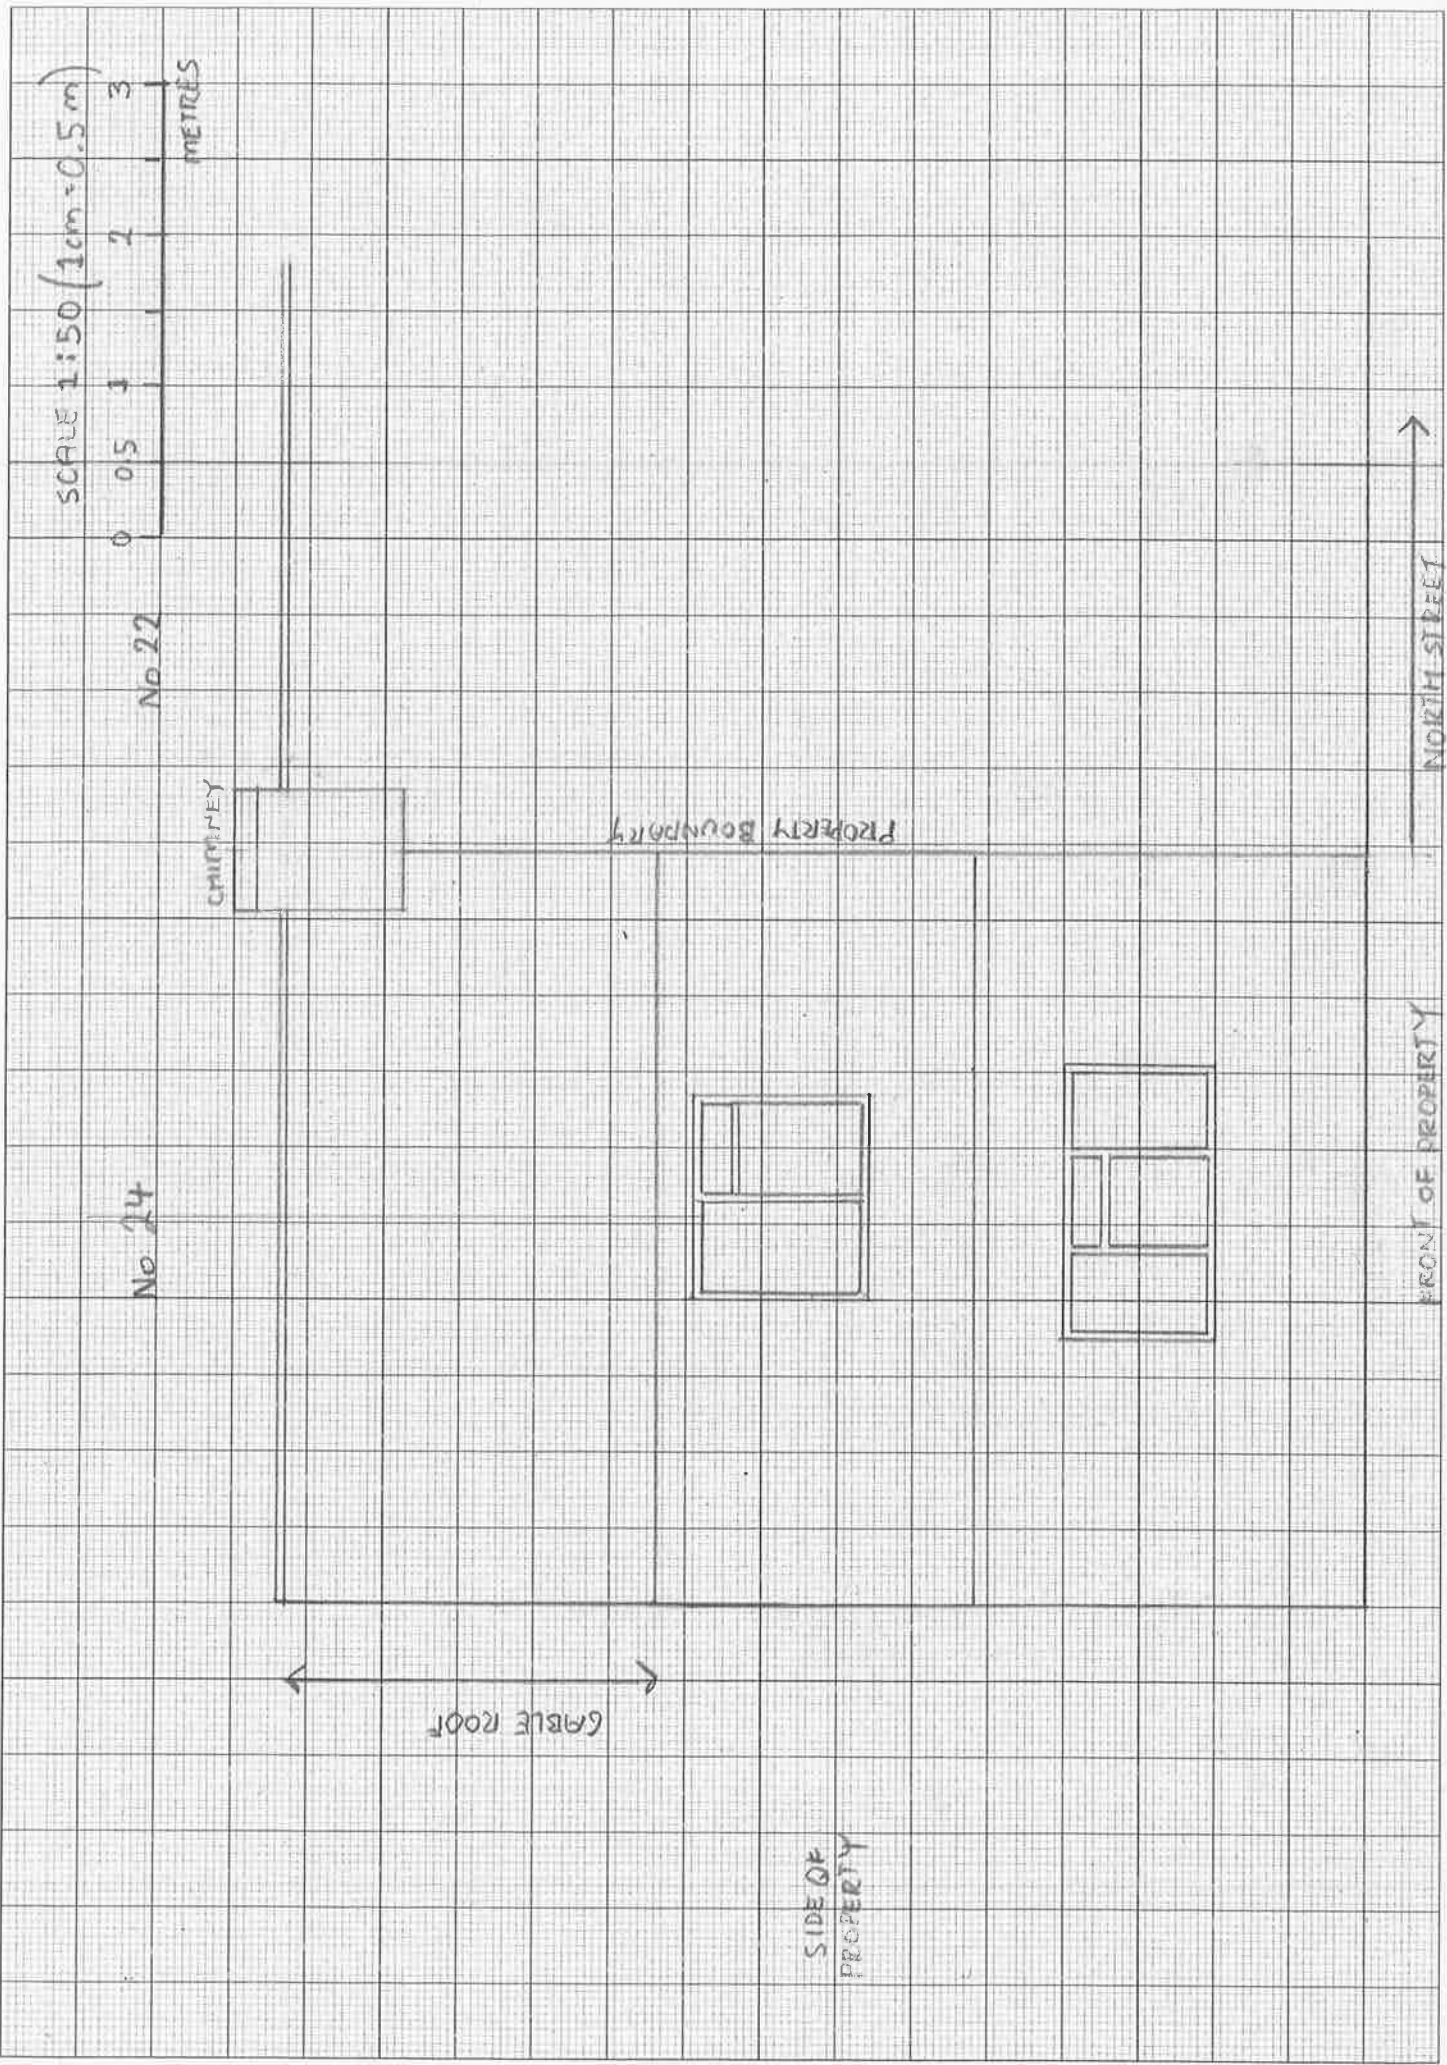 SCALE 1:50 (1cm=0.5m)
0 0.5 1 2 3
METRES
No 24
No 22
CHIMNEY
PROPERTY BOUNDARY
GABLE ROOF
SIDE OF
PROPERTY
FRONT OF PROPERTY
NORTH STREET